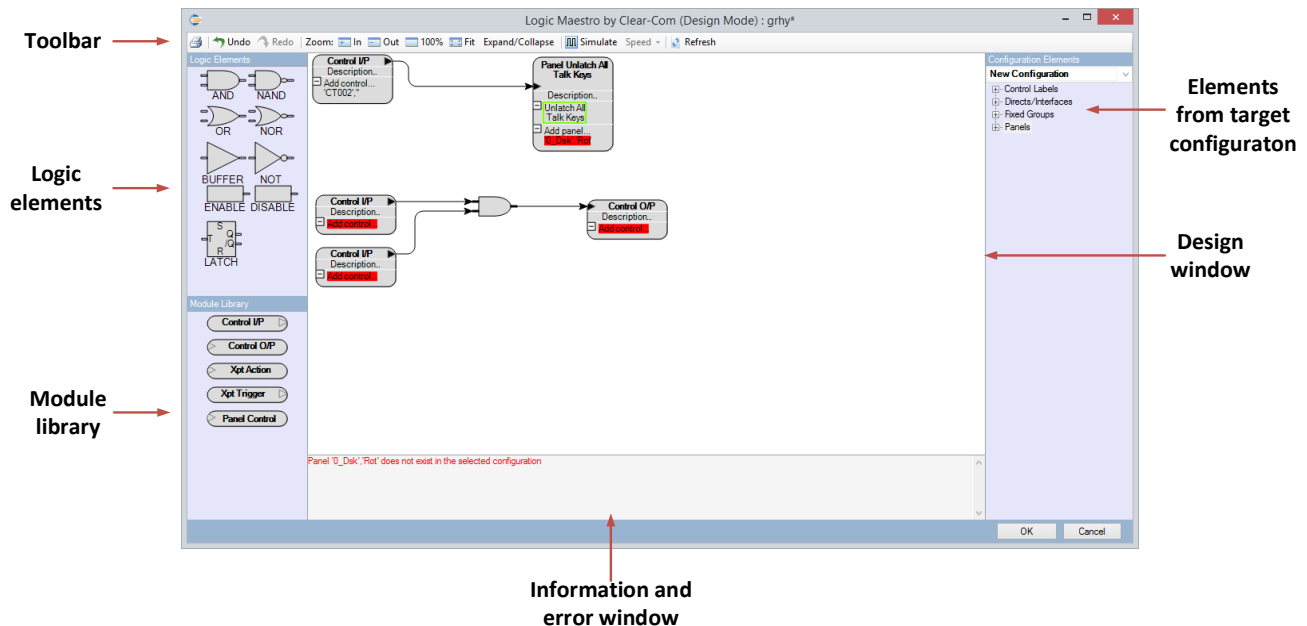 Logic Maestro by Clear-Com (Design Mode) : grhy*
Toolbar
Undo Redo Zoom: In Out 100% Fit Expand/Collapse Simulate Speed Refresh
Logic Elements
AND NAND
OR NOR
BUFFER NOT
ENABLE DISABLE
S
T Q
/Q
R
LATCH
Logic
elements
Module Library
Control I/P
Control O/P
Xpt Action
Xpt Trigger
Panel Control
Module
library
Control I/P
Description..
Add control...
'CT002',''
Panel Unlatch All
Talk Keys
Description..
Unlatch All
Talk Keys
Add panel...
'0_Dsk','Rot'
Control I/P
Description..
Add control...
Control I/P
Description..
Add control...
Control O/P
Description..
Add control...
Configuration Elements
New Configuration
Control Labels
Directs/Interfaces
Fixed Groups
Panels
Elements
from target
configuraton
Design
window
Panel '0_Dsk','Rot' does not exist in the selected configuration
OK Cancel
Information and
error window